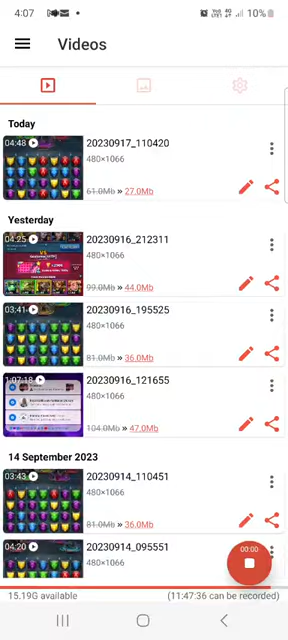 4:07
10%
Videos
Today
04:48
20230917_110420
480×1066
61.0Mb » 27.0Mb
Yesterday
04:25
20230916_212311
480×1066
99.0Mb » 44.0Mb
03:41
20230916_195525
480×1066
81.0Mb » 36.0Mb
1:07:18
20230916_121655
480×1066
104.0Mb » 47.0Mb
14 September 2023
03:43
20230914_110451
480×1066
81.0Mb » 36.0Mb
04:20
20230914_095551
480×1066
00:00
15.19G available
(11:47:36 can be recorded)